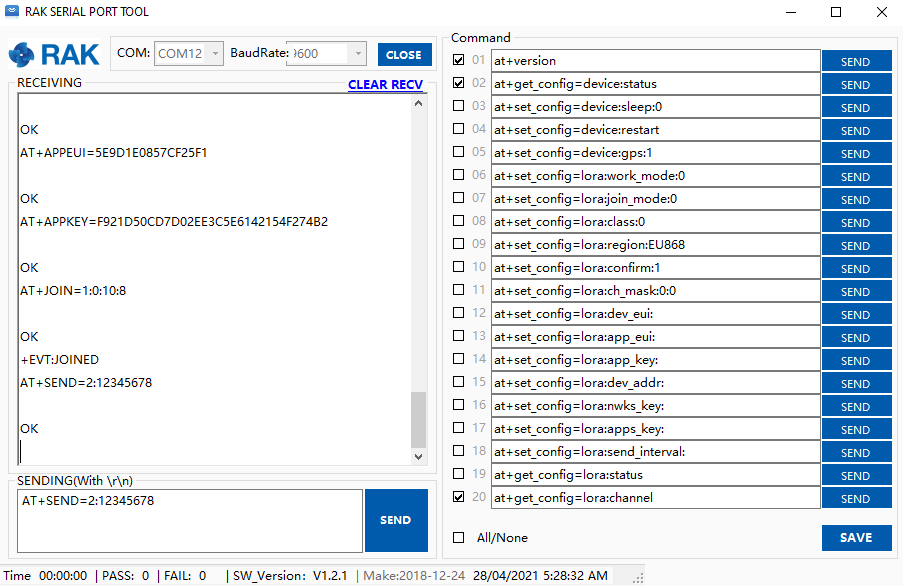 RAK SERIAL PORT TOOL
RAK
COM: COM12 BaudRate: 9600 CLOSE
RECEIVING CLEAR RECV
OK
AT+APPEUI=5E9D1E0857CF25F1
OK
AT+APPKEY=F921D50CD7D02EE3C5E6142154F274B2
OK
AT+JOIN=1:0:10:8
OK
+EVT:JOINED
AT+SEND=2:12345678
OK
SENDING(With \r\n)
AT+SEND=2:12345678
SEND
Command
01 at+version SEND
02 at+get_config=device:status SEND
03 at+set_config=device:sleep:0 SEND
04 at+set_config=device:restart SEND
05 at+set_config=device:gps:1 SEND
06 at+set_config=lora:work_mode:0 SEND
07 at+set_config=lora:join_mode:0 SEND
08 at+set_config=lora:class:0 SEND
09 at+set_config=lora:region:EU868 SEND
10 at+set_config=lora:confirm:1 SEND
11 at+set_config=lora:ch_mask:0:0 SEND
12 at+set_config=lora:dev_eui: SEND
13 at+set_config=lora:app_eui: SEND
14 at+set_config=lora:app_key: SEND
15 at+set_config=lora:dev_addr: SEND
16 at+set_config=lora:nwks_key: SEND
17 at+set_config=lora:apps_key: SEND
18 at+set_config=lora:send_interval: SEND
19 at+get_config=lora:status SEND
20 at+get_config=lora:channel SEND
All/None SAVE
Time 00:00:00 | PASS: 0 | FAIL: 0 | SW_Version: V1.2.1 | Make:2018-12-24 28/04/2021 5:28:32 AM